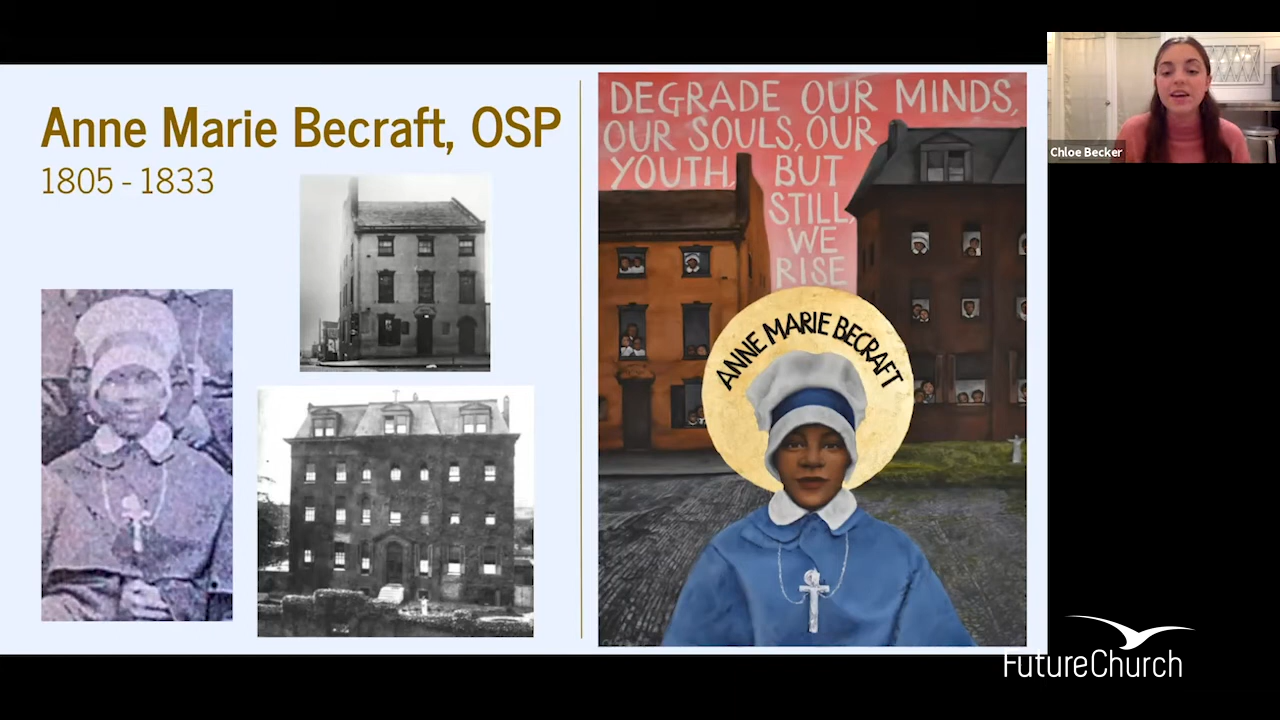 Anne Marie Becraft, OSP
1805 - 1833
DEGRADE OUR MINDS,
OUR SOULS, OUR
YOUTH, BUT
STILL,
WE
RISE
ANNE MARIE BECRAFT
Chloe Becker
FutureChurch